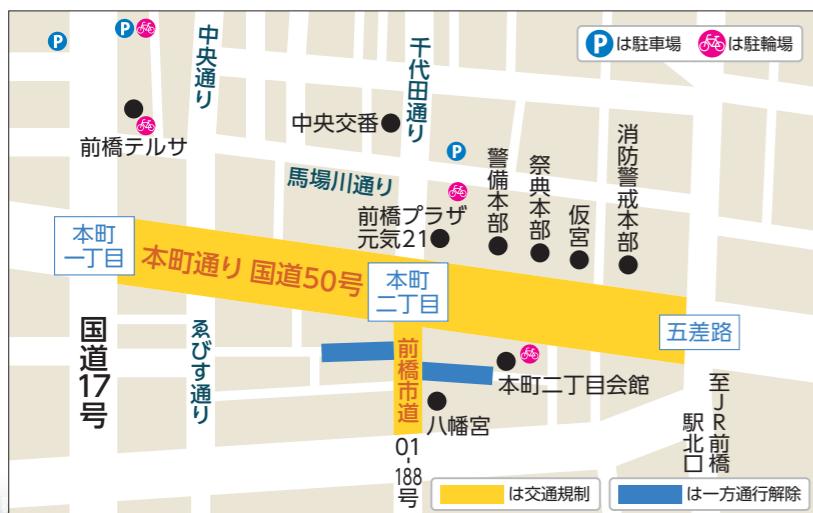 Pは駐車場
は駐輪場
P
P
中央通り
千代田通り
前橋テルサ
中央交番
P
馬場川通り
前橋プラザ
元気21
警備本部
祭典本部
仮宮
消防警戒本部
本町
一丁目
本町通り 国道50号
本町
二丁目
五差路
国道17号
ゑびす通り
前橋市道
01-188号
本町二丁目会館
八幡宮
至JR前橋
駅北口
は交通規制
は一方通行解除